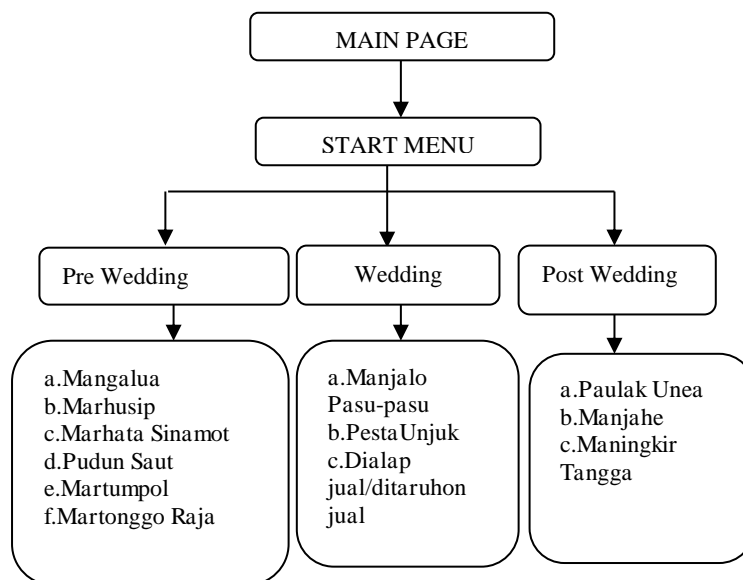 MAIN PAGE
START MENU
Pre Wedding
Wedding
Post Wedding
a.Mangalua
b.Marhusip
c.Marhata Sinamot
d.Pudun Saut
e.Martumpol
f.Martonggo Raja
a.Manjalo
Pasu-pasu
b.PestaUnjuk
c.Dialap
jual/ditaruhon
jual
a.Paulak Unea
b.Manjahe
c.Maningkir
Tangga